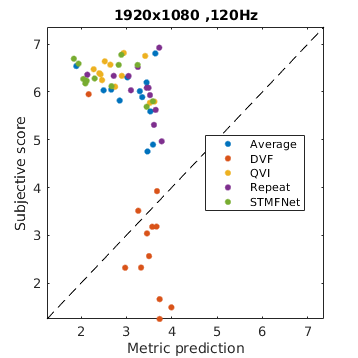 1920x1080 ,120Hz
Subjective score
7
6
5
4
3
2
Average
DVF
QVI
Repeat
STMFNet
2 3 4 5 6 7
Metric prediction